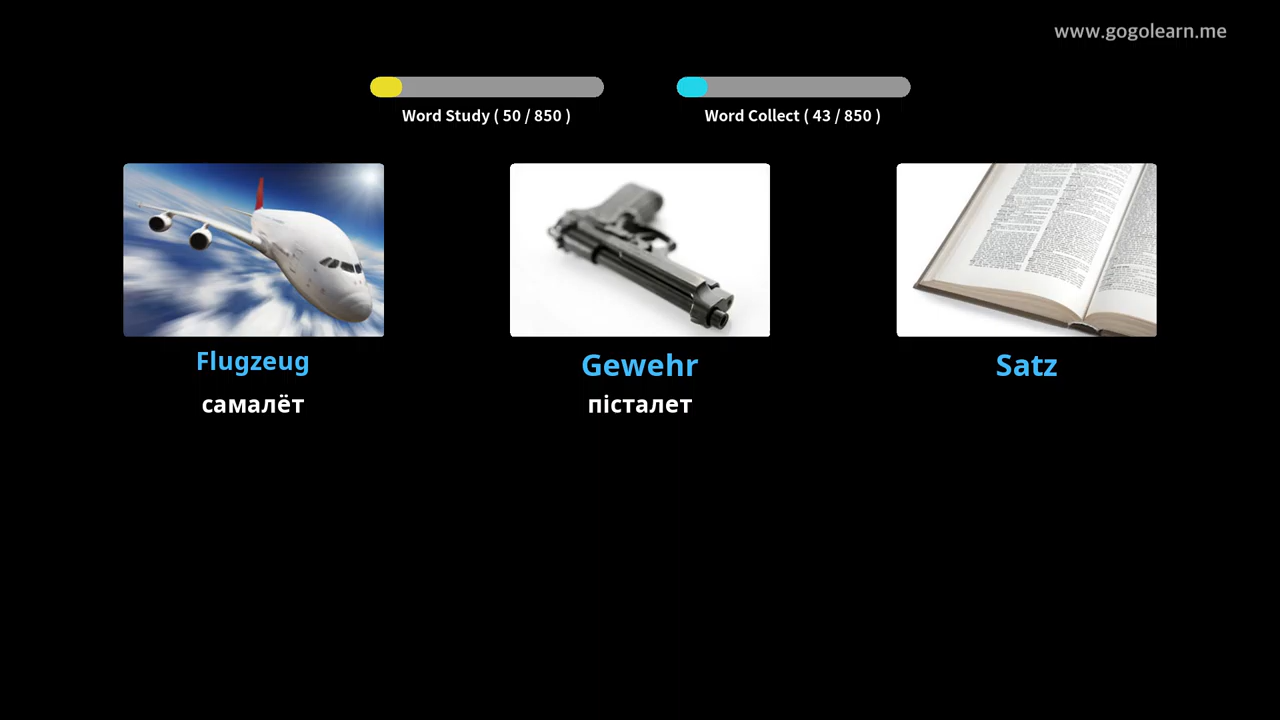 www.gogolearn.me
Word Study ( 50 / 850 )
Word Collect ( 43 / 850 )
Flugzeug
самалёт
Gewehr
пісталет
Satz